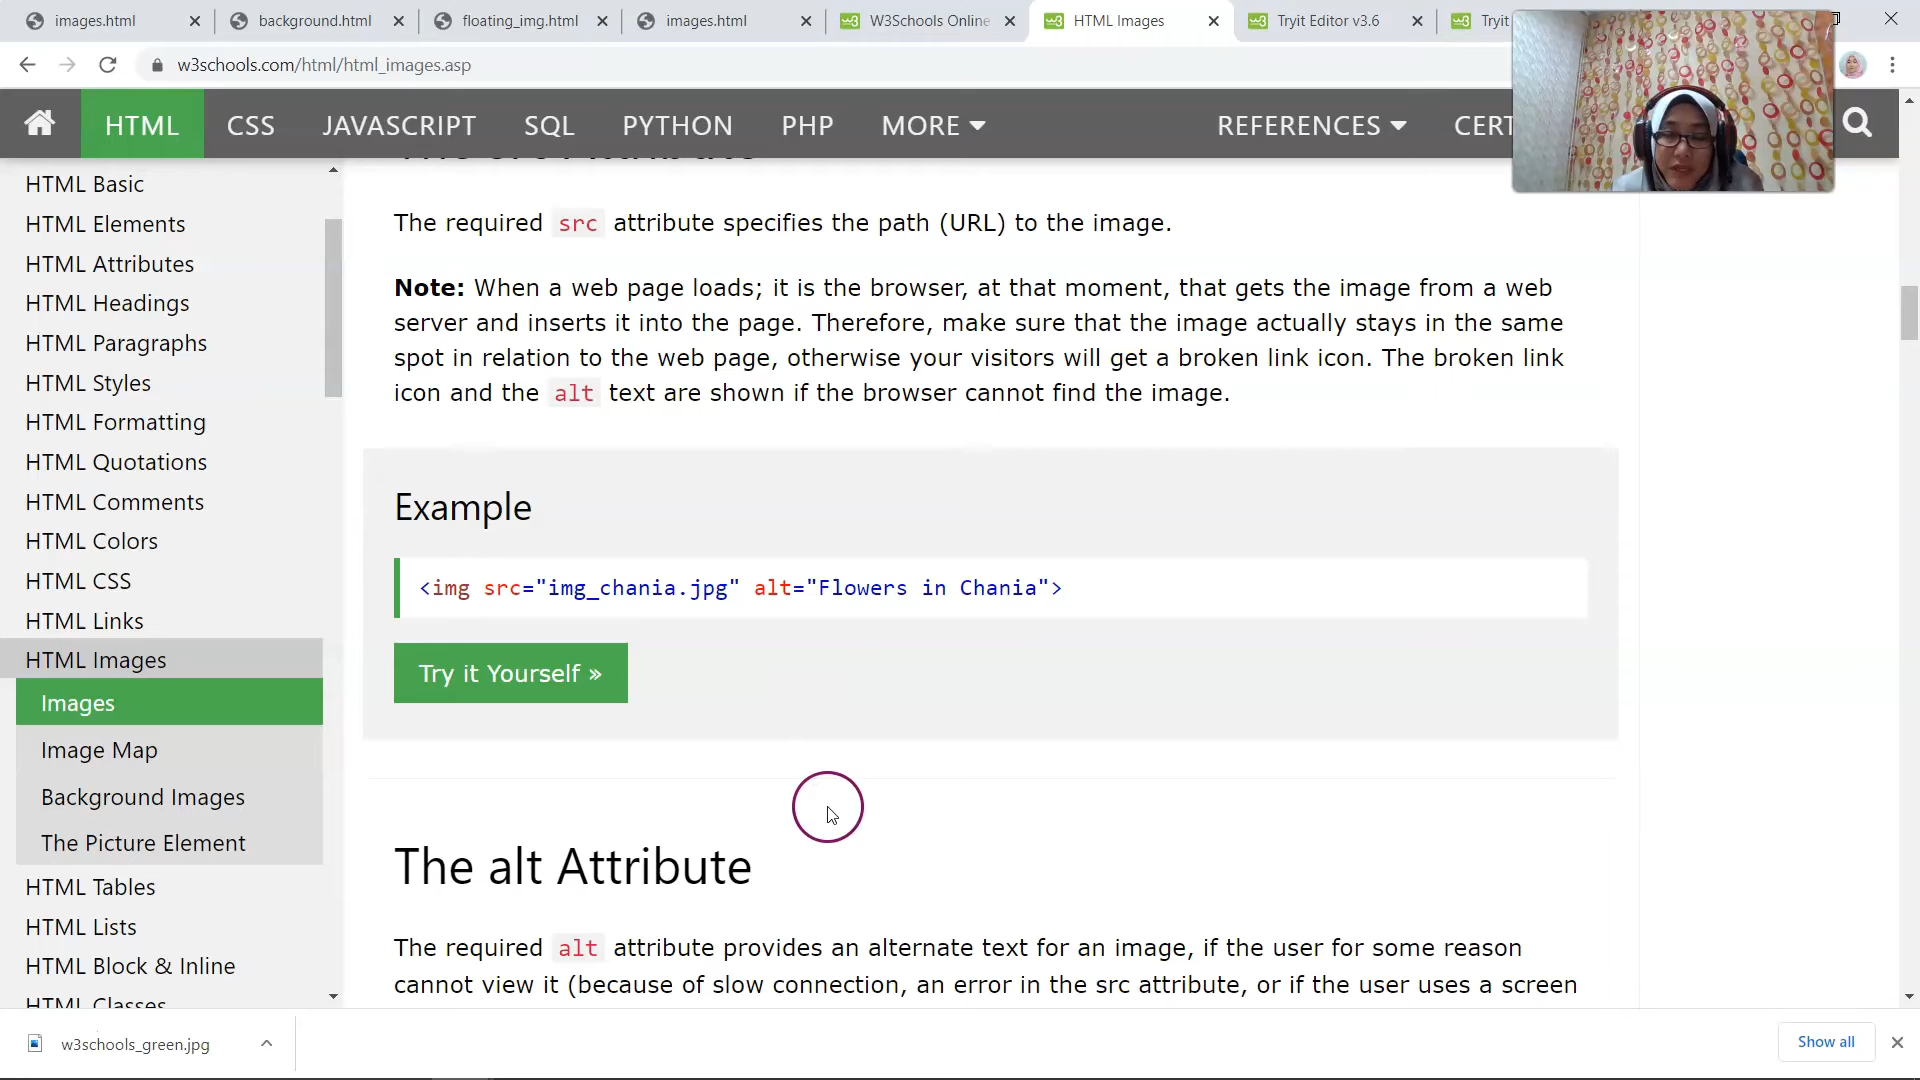 images.html
background.html
floating_img.html
images.html
W3Schools Online
HTML Images
Tryit Editor v3.6
Tryit
w3schools.com/html/html_images.asp
HTML
CSS
JAVASCRIPT
SQL
PYTHON
PHP
MORE
REFERENCES
CERT
HTML Basic
HTML Elements
HTML Attributes
HTML Headings
HTML Paragraphs
HTML Styles
HTML Formatting
HTML Quotations
HTML Comments
HTML Colors
HTML CSS
HTML Links
HTML Images
Images
Image Map
Background Images
The Picture Element
HTML Tables
HTML Lists
HTML Block & Inline
HTML Classes
The required src attribute specifies the path (URL) to the image.
Note: When a web page loads; it is the browser, at that moment, that gets the image from a web
server and inserts it into the page. Therefore, make sure that the image actually stays in the same
spot in relation to the web page, otherwise your visitors will get a broken link icon. The broken link
icon and the alt text are shown if the browser cannot find the image.
Example
<img src="img_chania.jpg" alt="Flowers in Chania">
Try it Yourself »
The alt Attribute
The required alt attribute provides an alternate text for an image, if the user for some reason
cannot view it (because of slow connection, an error in the src attribute, or if the user uses a screen
w3schools_green.jpg
Show all